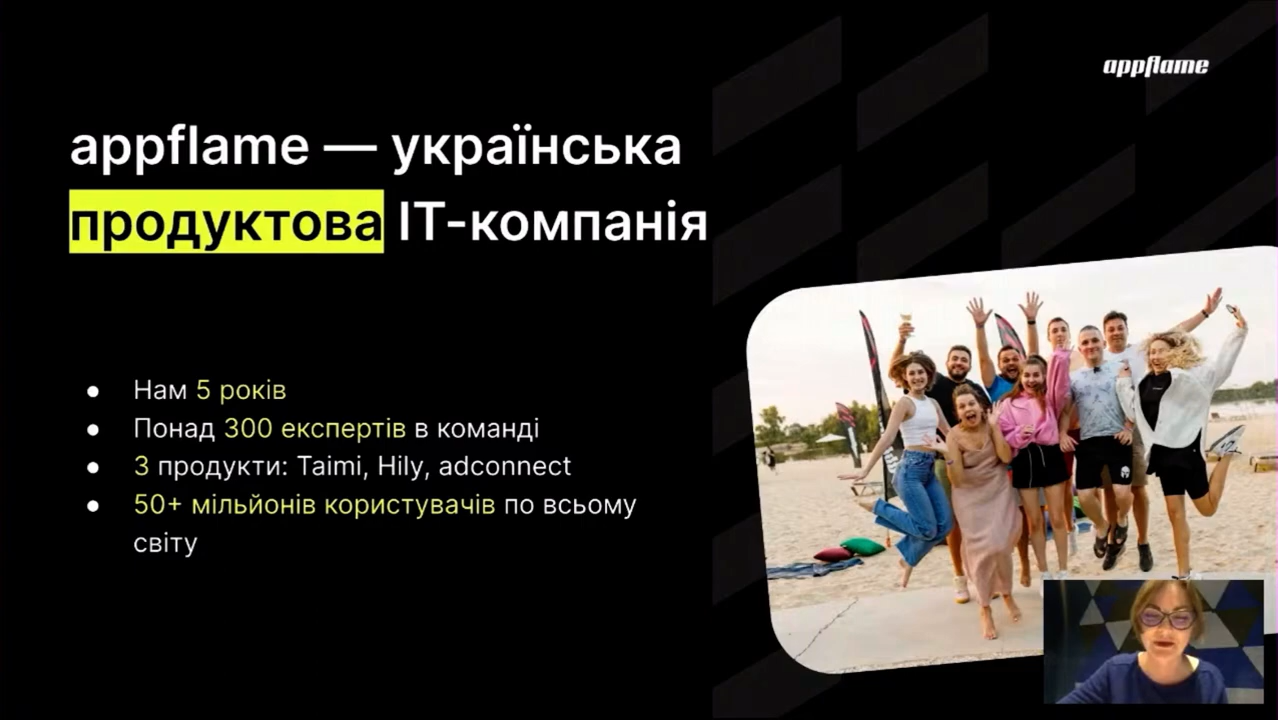 appflame
appflame — українська
продуктова ІТ-компанія
● Нам 5 років
● Понад 300 експертів в команді
● 3 продукти: Taimi, Hily, adconnect
● 50+ мільйонів користувачів по всьому
світу